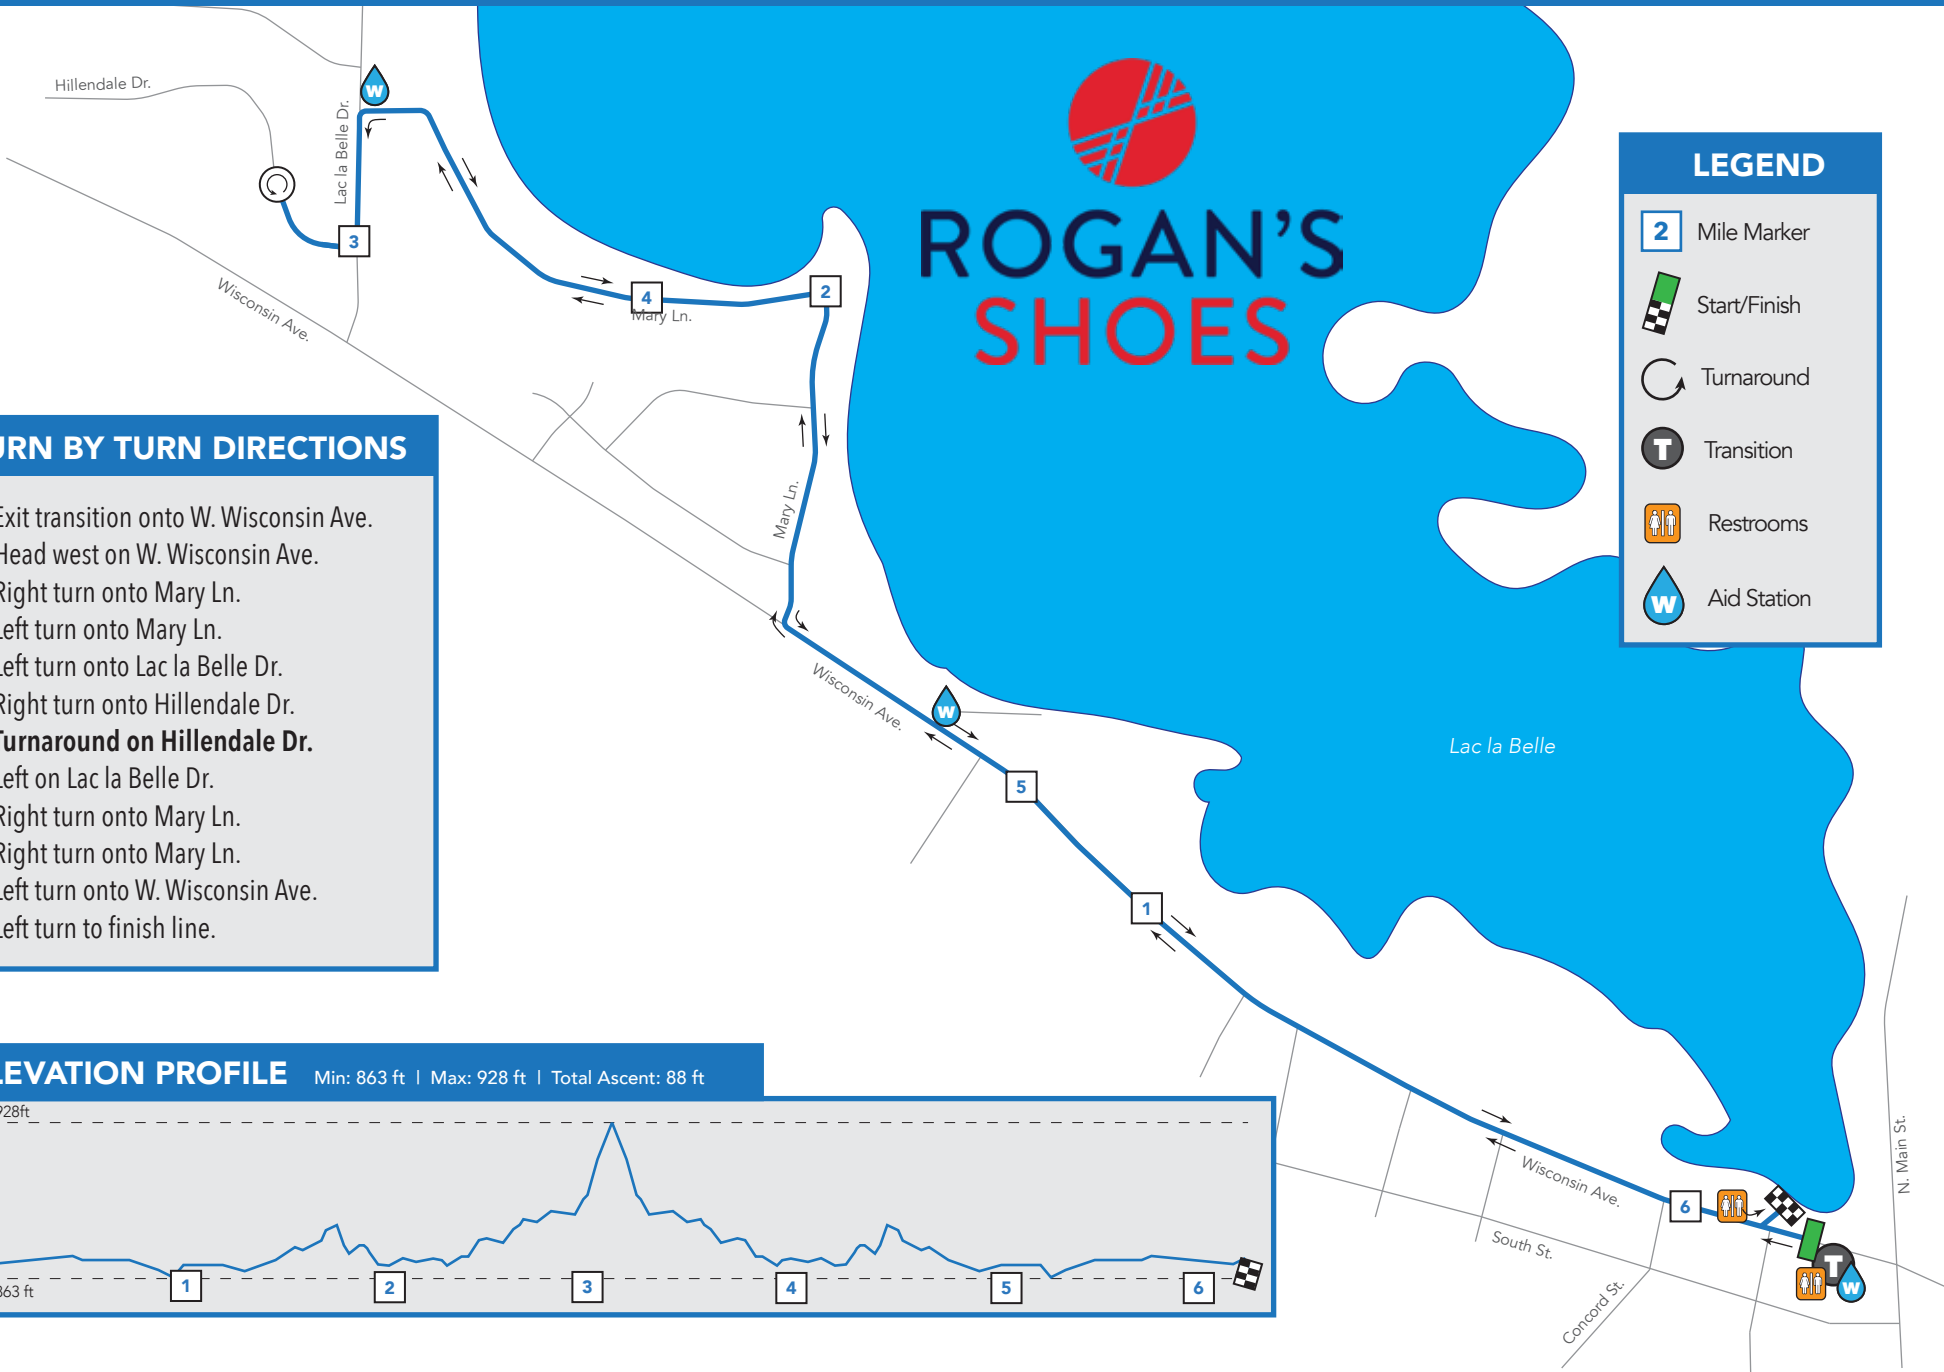 Hillendale Dr.
Lac la Belle Dr.
W
3
Wisconsin Ave.
4
Mary Ln.
2
ROGAN'S
SHOES
LEGEND
2 Mile Marker
Start/Finish
Turnaround
T Transition
Restrooms
W Aid Station
URN BY TURN DIRECTIONS
Exit transition onto W. Wisconsin Ave.
Head west on W. Wisconsin Ave.
Right turn onto Mary Ln.
Left turn onto Mary Ln.
Left turn onto Lac la Belle Dr.
Right turn onto Hillendale Dr.
Turnaround on Hillendale Dr.
Left on Lac la Belle Dr.
Right turn onto Mary Ln.
Right turn onto Mary Ln.
Left turn onto W. Wisconsin Ave.
Left turn to finish line.
Mary Ln.
Wisconsin Ave.
W
5
Lac la Belle
1
Wisconsin Ave.
6
N. Main St.
South St.
Concord St.
T
W
LEVATION PROFILE Min: 863 ft | Max: 928 ft | Total Ascent: 88 ft
928ft
863 ft
1 2 3 4 5 6